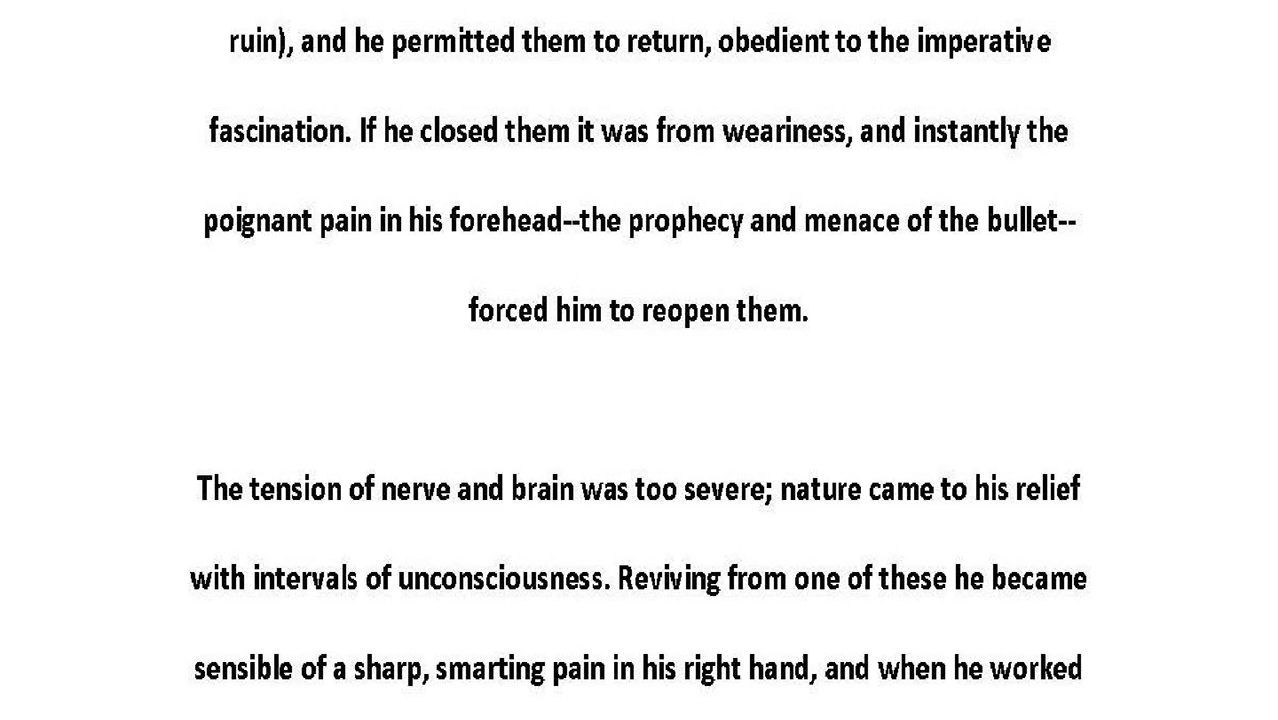 ruin), and he permitted them to return, obedient to the imperative
fascination. If he closed them it was from weariness, and instantly the
poignant pain in his forehead--the prophecy and menace of the bullet--
forced him to reopen them.
The tension of nerve and brain was too severe; nature came to his relief
with intervals of unconsciousness. Reviving from one of these he became
sensible of a sharp, smarting pain in his right hand, and when he worked